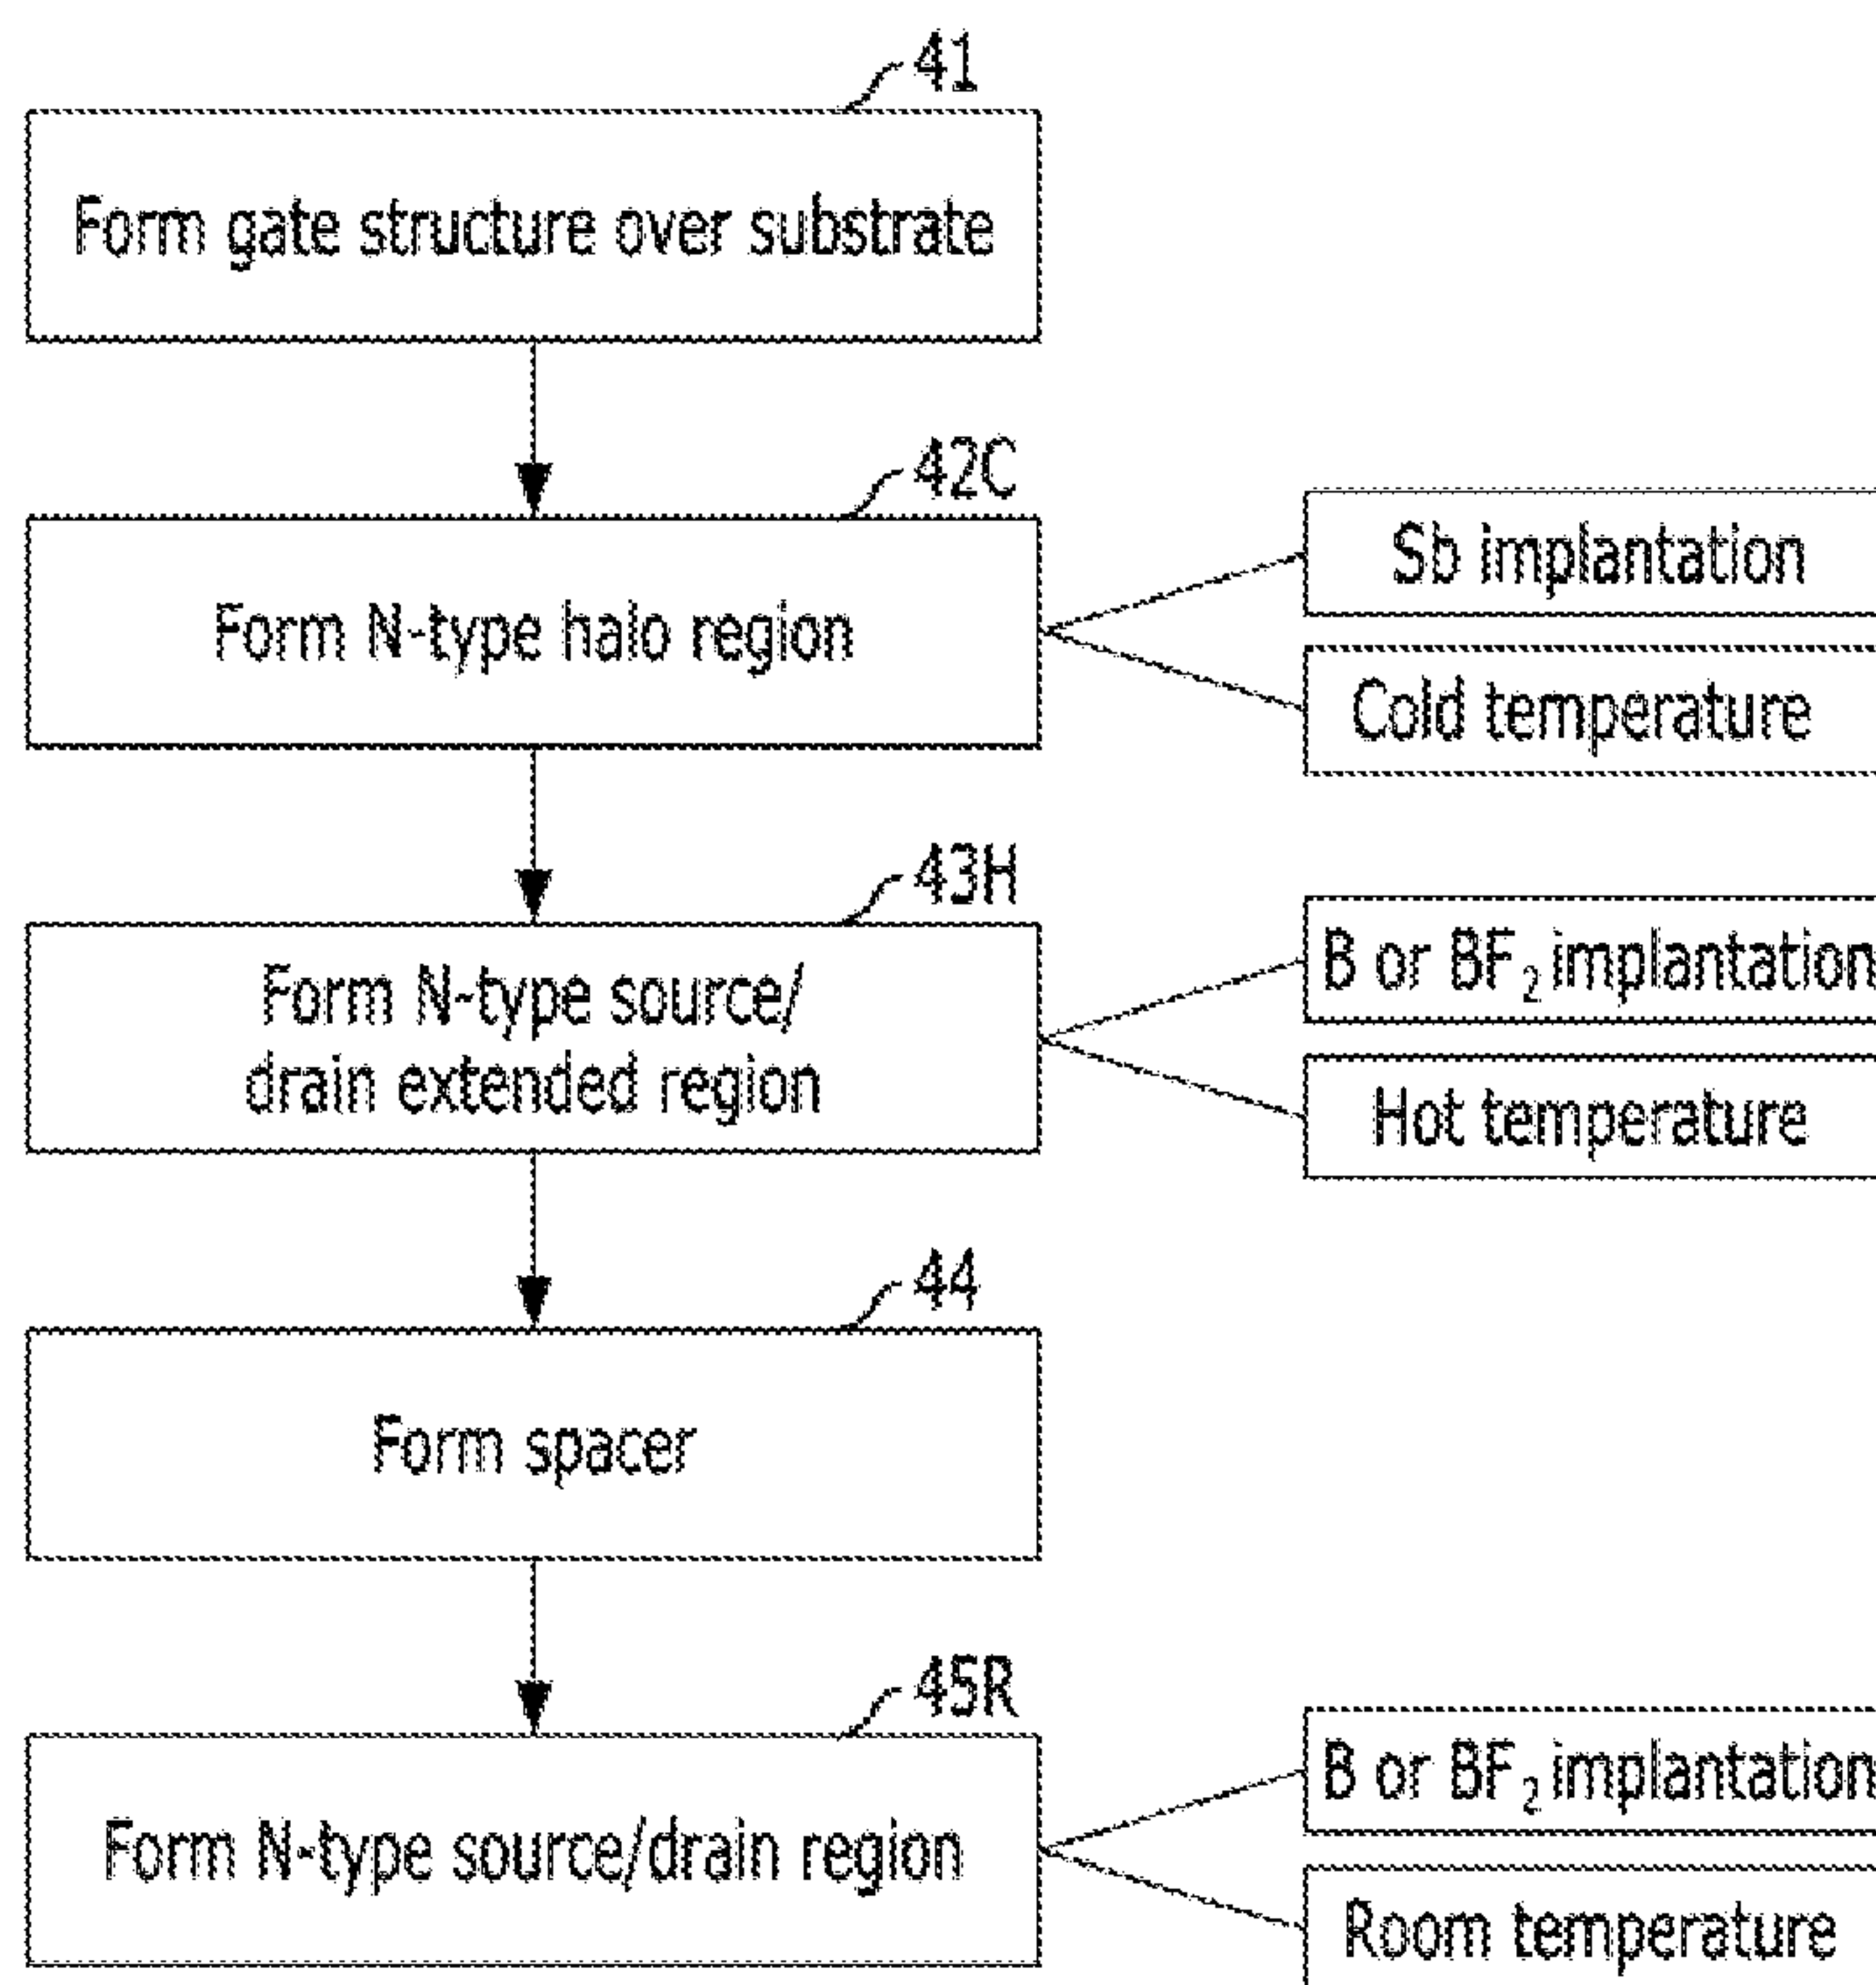 41
Form gate structure over substrate
42C
Form N-type halo region
Sb implantation
Cold temperature
43H
Form N-type source/
drain extended region
B or BF₂ implantation
Hot temperature
44
Form spacer
45R
Form N-type source/drain region
B or BF₂ implantation
Room temperature